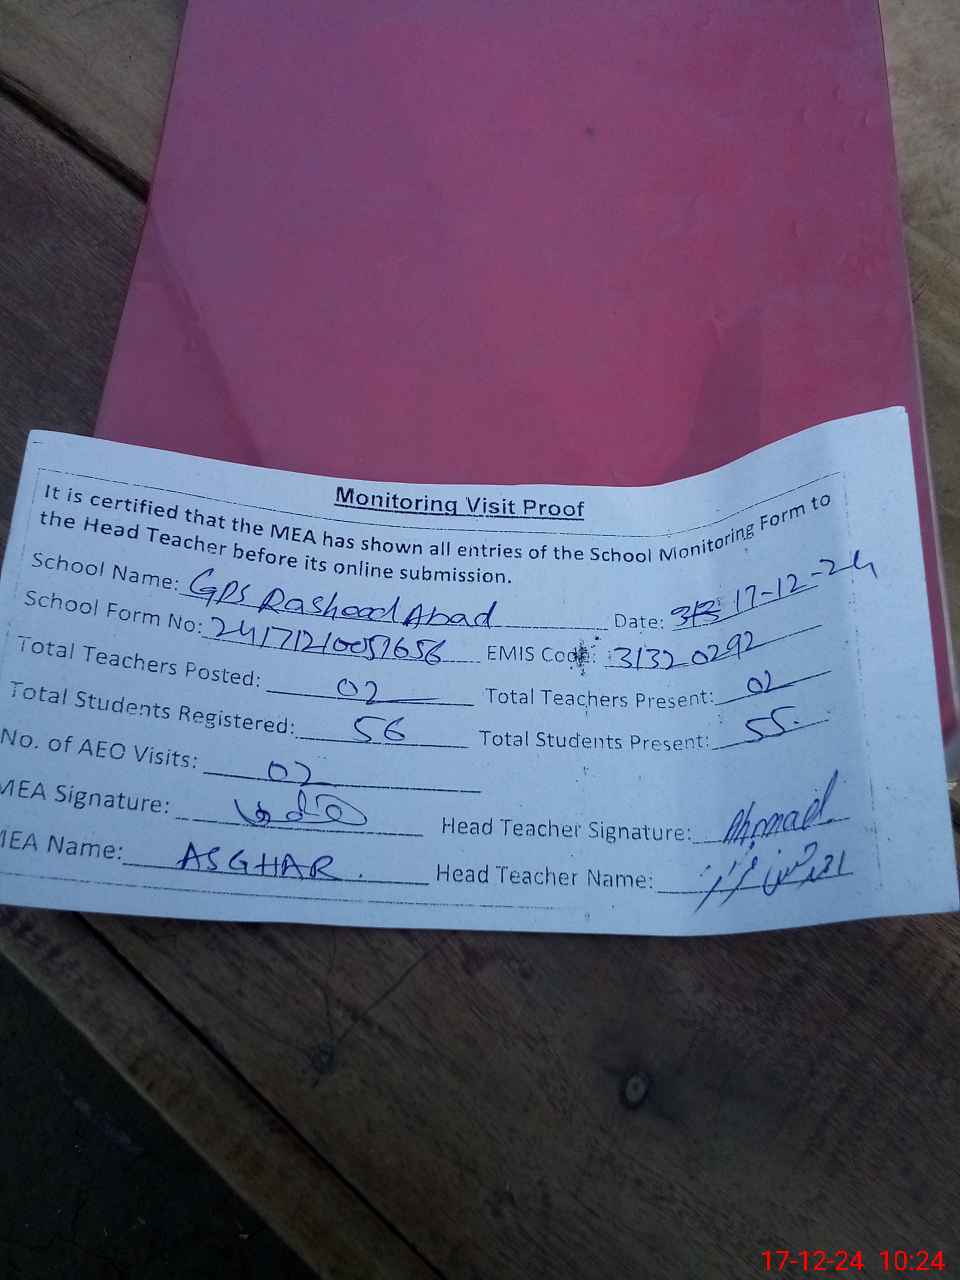 Monitoring Visit Proof
It is certified that the MEA has shown all entries of the School Monitoring Form to
the Head Teacher before its online submission.
School Name: GPS Rasheed Abad Date: 17-12-24
School Form No: EMIS Code: 31320292
Total Teachers Posted: 02 Total Teachers Present: 02
Total Students Registered: 56 Total Students Present: 55.
No. of AEO Visits: 02
MEA Signature: Head Teacher Signature: Ahmad
MEA Name: ASGHAR. Head Teacher Name:
17-12-24 10:24